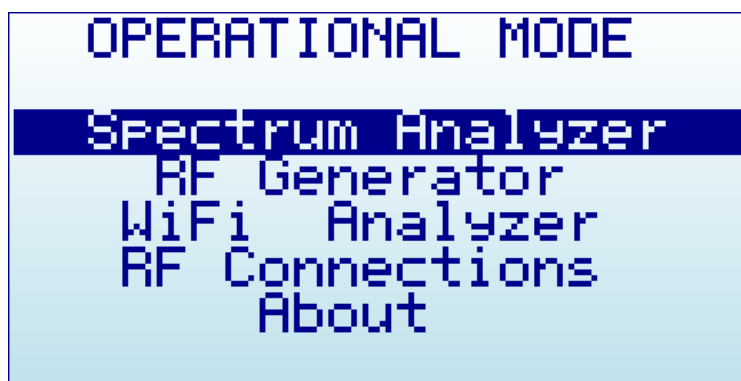 OPERATIONAL MODE
Spectrum Analyzer
RF Generator
WiFi Analyzer
RF Connections
About